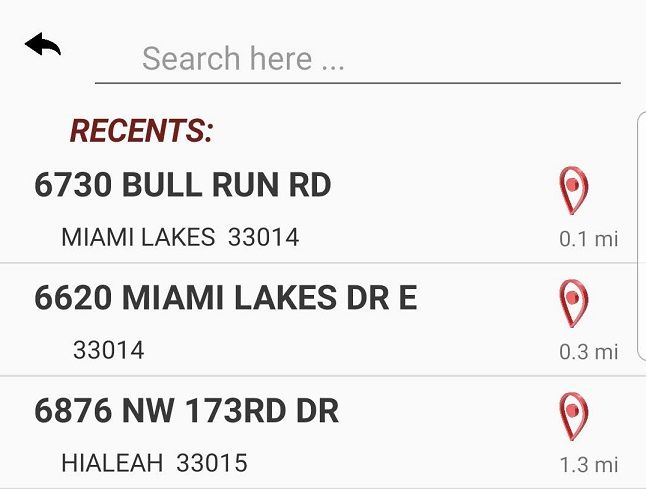 Search here ...
RECENTS:
6730 BULL RUN RD
MIAMI LAKES 33014
0.1 mi
6620 MIAMI LAKES DR E
33014
0.3 mi
6876 NW 173RD DR
HIALEAH 33015
1.3 mi